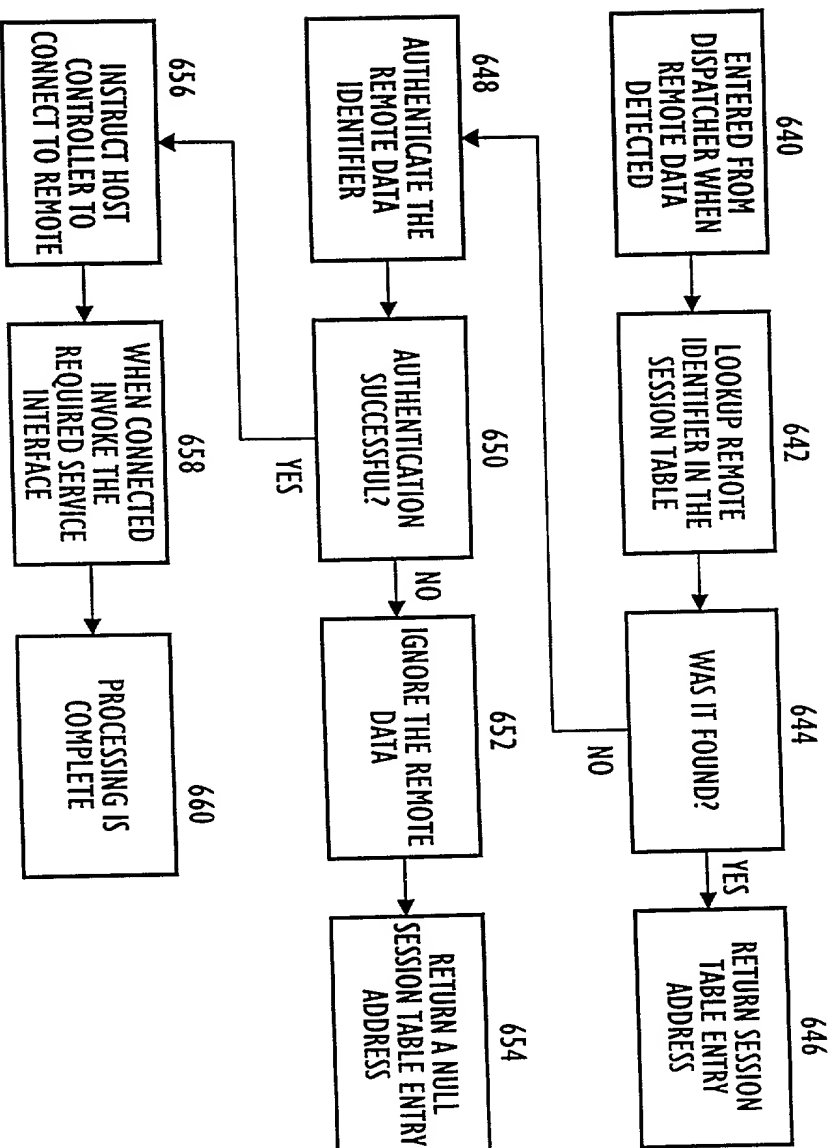 640
ENTERED FROM
DISPATCHER WHEN
REMOTE DATA
DETECTED
642
LOOKUP REMOTE
IDENTIFIER IN THE
SESSION TABLE
644
WAS IT FOUND?
YES
NO
646
RETURN SESSION
TABLE ENTRY
ADDRESS
648
AUTHENTICATE THE
REMOTE DATA
IDENTIFIER
650
AUTHENTICATION
SUCCESSFUL?
NO
YES
652
IGNORE THE REMOTE
DATA
654
RETURN A NULL
SESSION TABLE ENTRY
ADDRESS
656
INSTRUCT HOST
CONTROLLER TO
CONNECT TO REMOTE
658
WHEN CONNECTED
INVOKE THE
REQUIRED SERVICE
INTERFACE
660
PROCESSING IS
COMPLETE